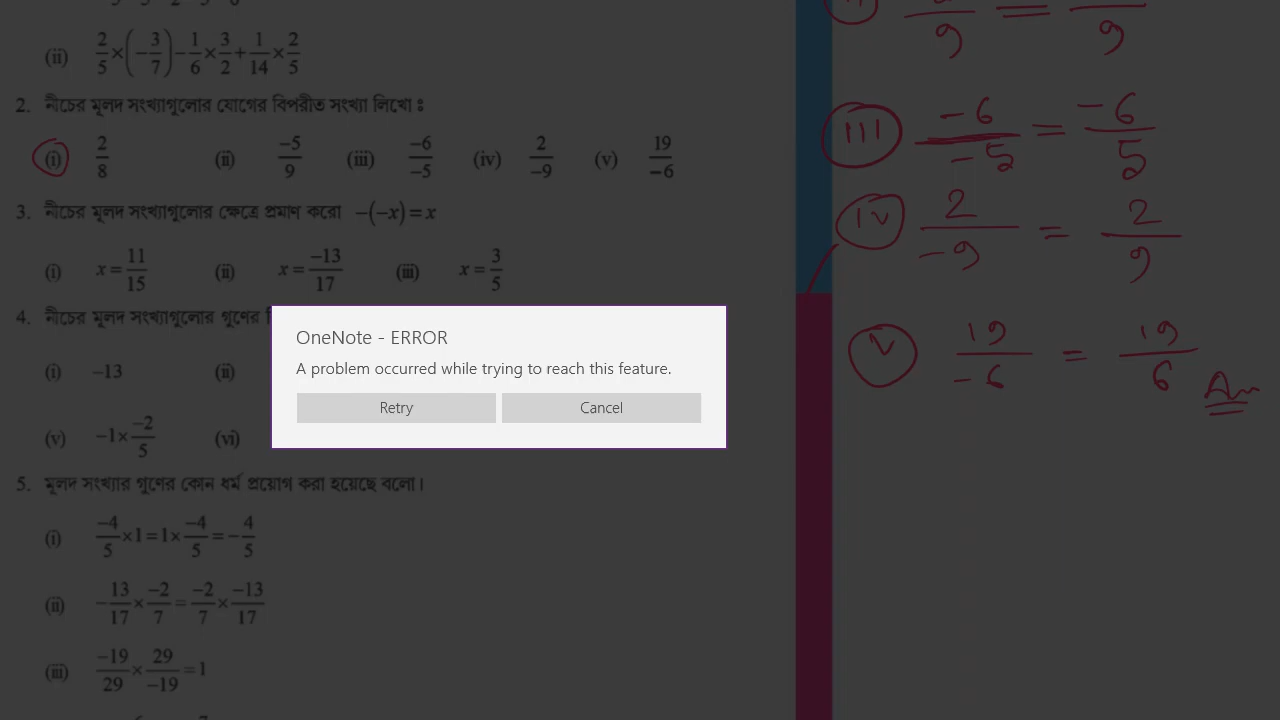 (ii) 2/5 × (−3/7) − 1/6 × 3/2 + 1/14 × 2/5
2. নীচের মূলদ সংখ্যাগুলোর যোগের বিপরীত সংখ্যা লিখো ঃ
(i) 2/8 (ii) −5/9 (iii) −6/−5 (iv) 2/−9 (v) 19/−6
3. নীচের মূলদ সংখ্যাগুলোর ক্ষেত্রে প্রমাণ করো −(−x) = x
(i) x = 11/15 (ii) x = −13/17 (iii) x = 3/5
4. নীচের মূলদ সংখ্যাগুলোর গুণের
(i) −13 (ii)
(v) −1 × −2/5 (vi)
5. মূলদ সংখ্যার গুণের কোন ধর্ম প্রয়োগ করা হয়েছে বলো।
(i) −4/5 × 1 = 1 × −4/5 = −4/5
(ii) −13/17 × −2/7 = −2/7 × −13/17
(iii) −19/29 × 29/−19 = 1
OneNote - ERROR
A problem occurred while trying to reach this feature.
Retry Cancel
III −6/−5 = −6/5
IV 2/−9 = 2/9
V 19/−6 = 19/6 Am